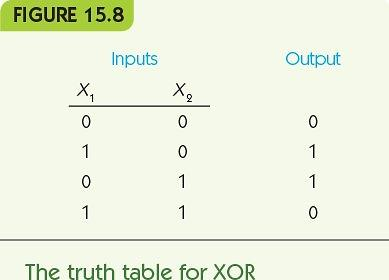 FIGURE 15.8
Inputs Output
X₁ X₂
0 0 0
1 0 1
0 1 1
1 1 0
The truth table for XOR